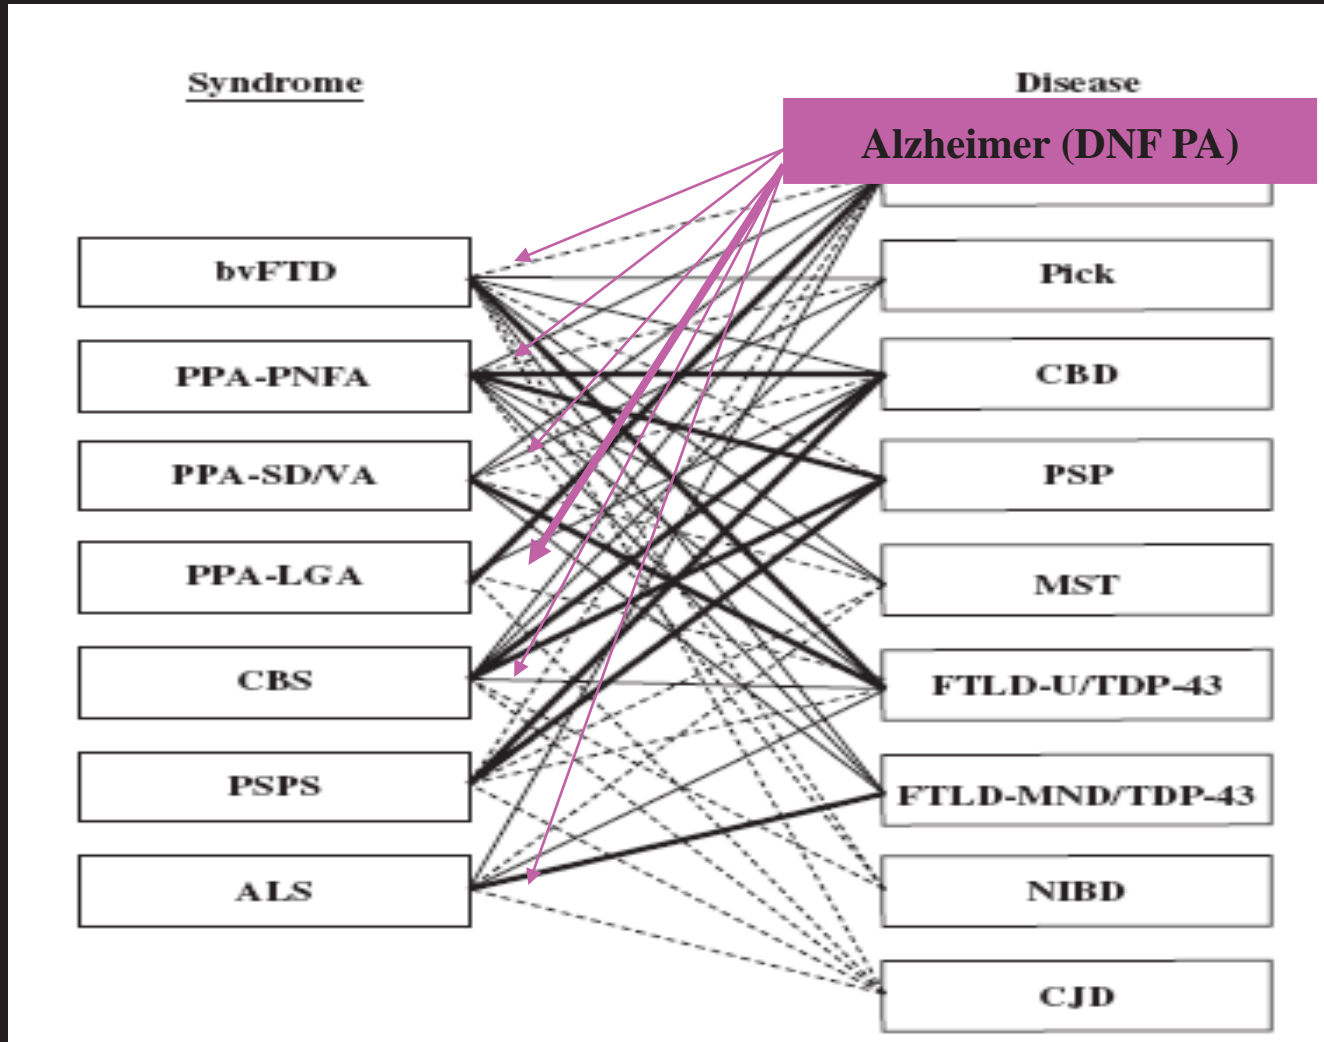 Syndrome
Disease
Alzheimer (DNF PA)
bvFTD
Pick
PPA-PNFA
CBD
PPA-SD/VA
PSP
PPA-LGA
MST
CBS
FTLD-U/TDP-43
PSPS
FTLD-MND/TDP-43
ALS
NIBD
CJD